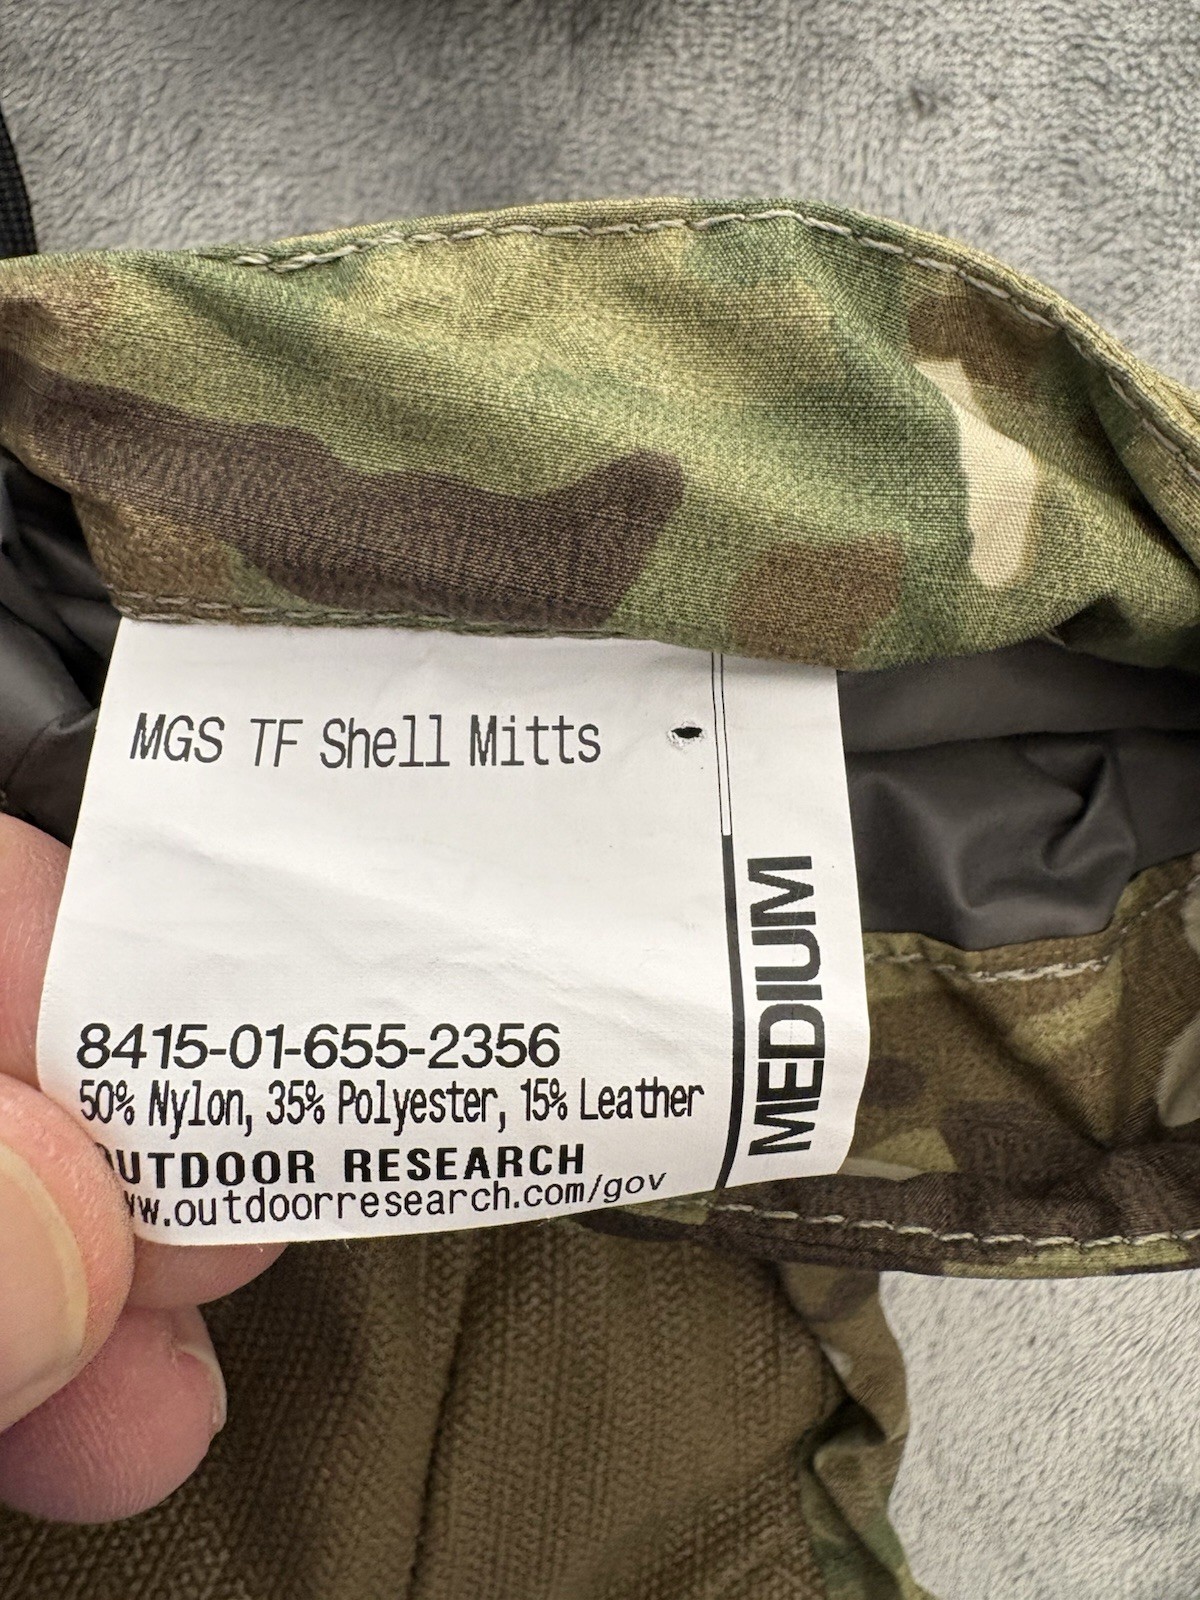 MGS TF Shell Mitts
8415-01-655-2356
50% Nylon, 35% Polyester, 15% Leather
OUTDOOR RESEARCH
www.outdoorresearch.com/gov
MEDIUM